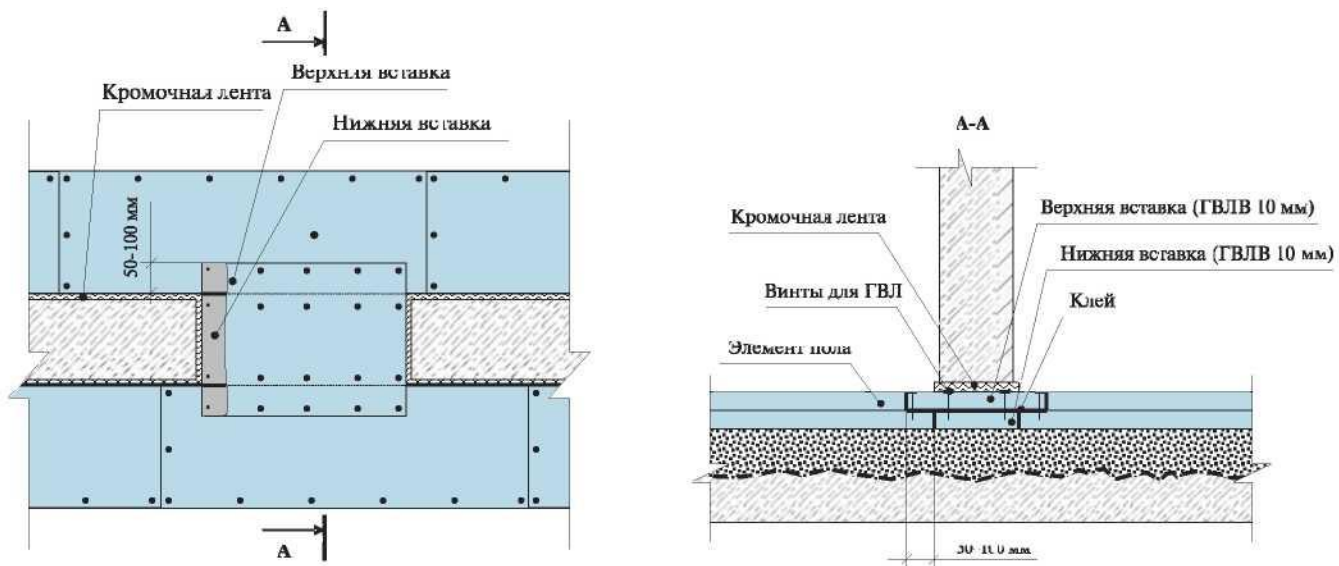 А
Верхняя вставка
Кромочная лента
Нижняя вставка
50-100 мм
А
А-А
Кромочная лента
Верхняя вставка (ГВЛВ 10 мм)
Нижняя вставка (ГВЛВ 10 мм)
Винты для ГВЛ
Клей
Элемент пола
50-100 мм